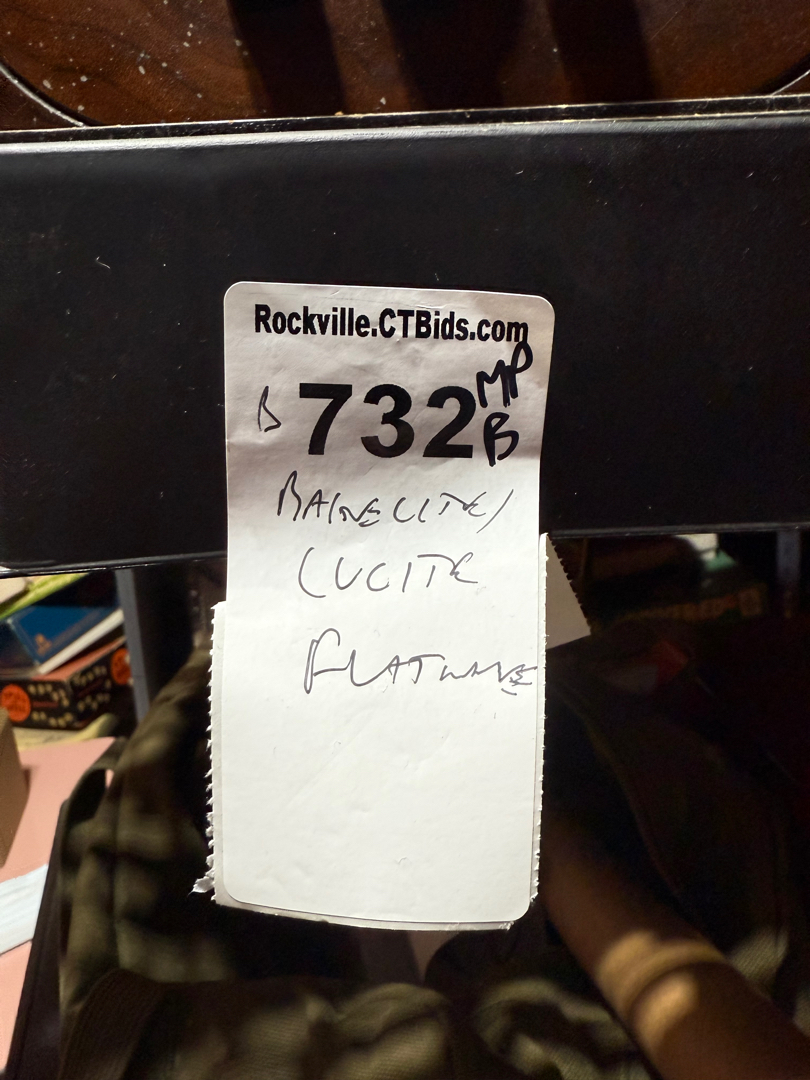 Rockville.CTBids.com
MP
B 732 B
BAKELITE/
LUCITE
FLATWARE